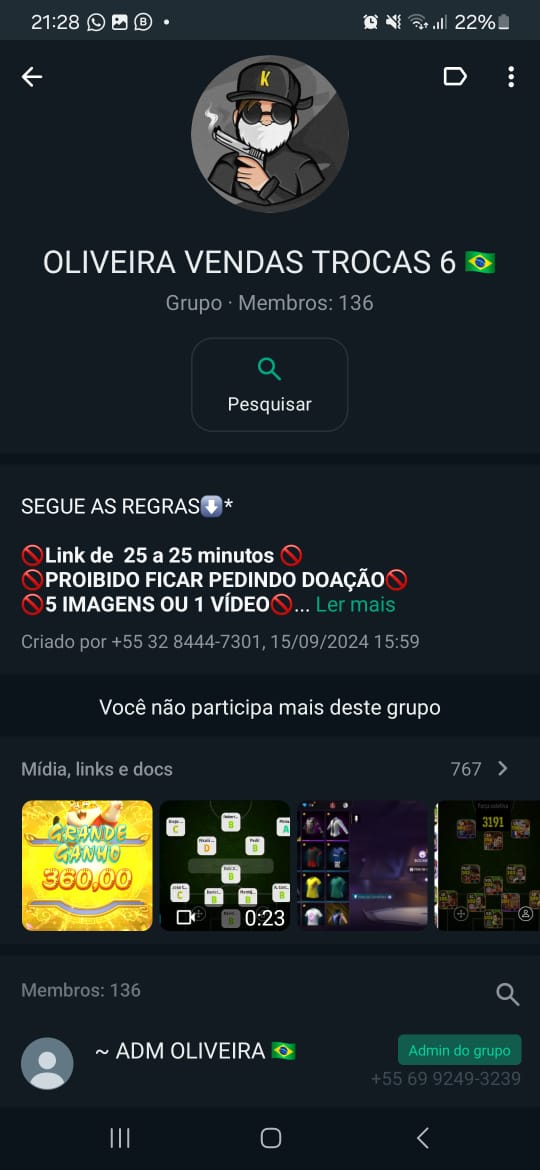 21:28
22%
K
OLIVEIRA VENDAS TROCAS 6 🇧🇷
Grupo · Membros: 136
Pesquisar
SEGUE AS REGRAS⬇️*
🚫Link de 25 a 25 minutos 🚫
🚫PROIBIDO FICAR PEDINDO DOAÇÃO🚫
🚫5 IMAGENS OU 1 VÍDEO🚫... Ler mais
Criado por +55 32 8444-7301, 15/09/2024 15:59
Você não participa mais deste grupo
Mídia, links e docs
767
GRANDE
GANHO
360,00
0:23
3191
Membros: 136
~ ADM OLIVEIRA 🇧🇷
Admin do grupo
+55 69 9249-3239